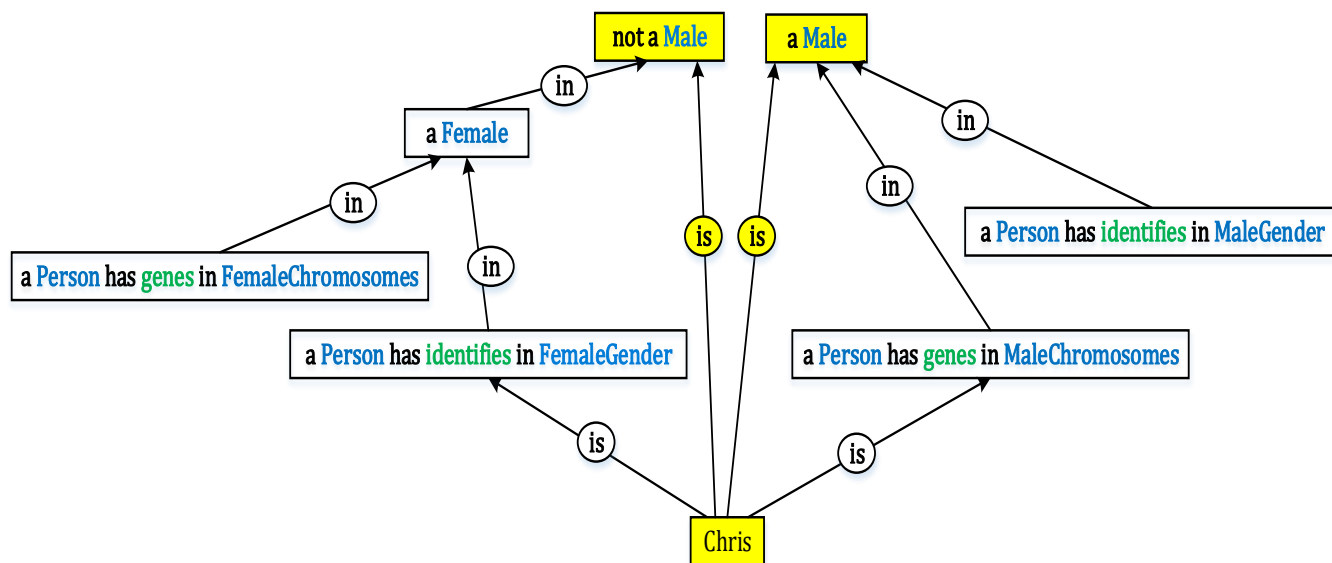 not a Male
a Male
in
a Female
in
in
in
is
is
a Person has identifies in MaleGender
a Person has genes in FemaleChromosomes
in
a Person has identifies in FemaleGender
a Person has genes in MaleChromosomes
is
is
Chris